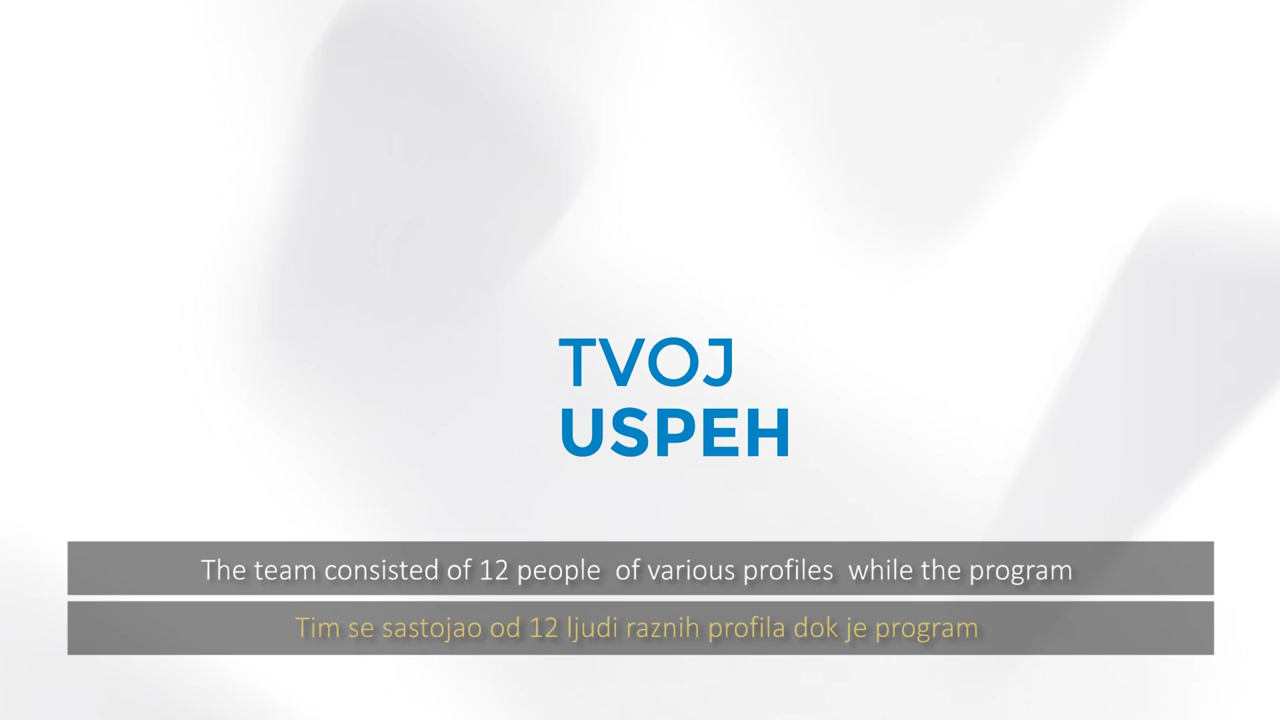 TVOJ
USPEH
The team consisted of 12 people of various profiles while the program
Tim se sastojao od 12 ljudi raznih profila dok je program